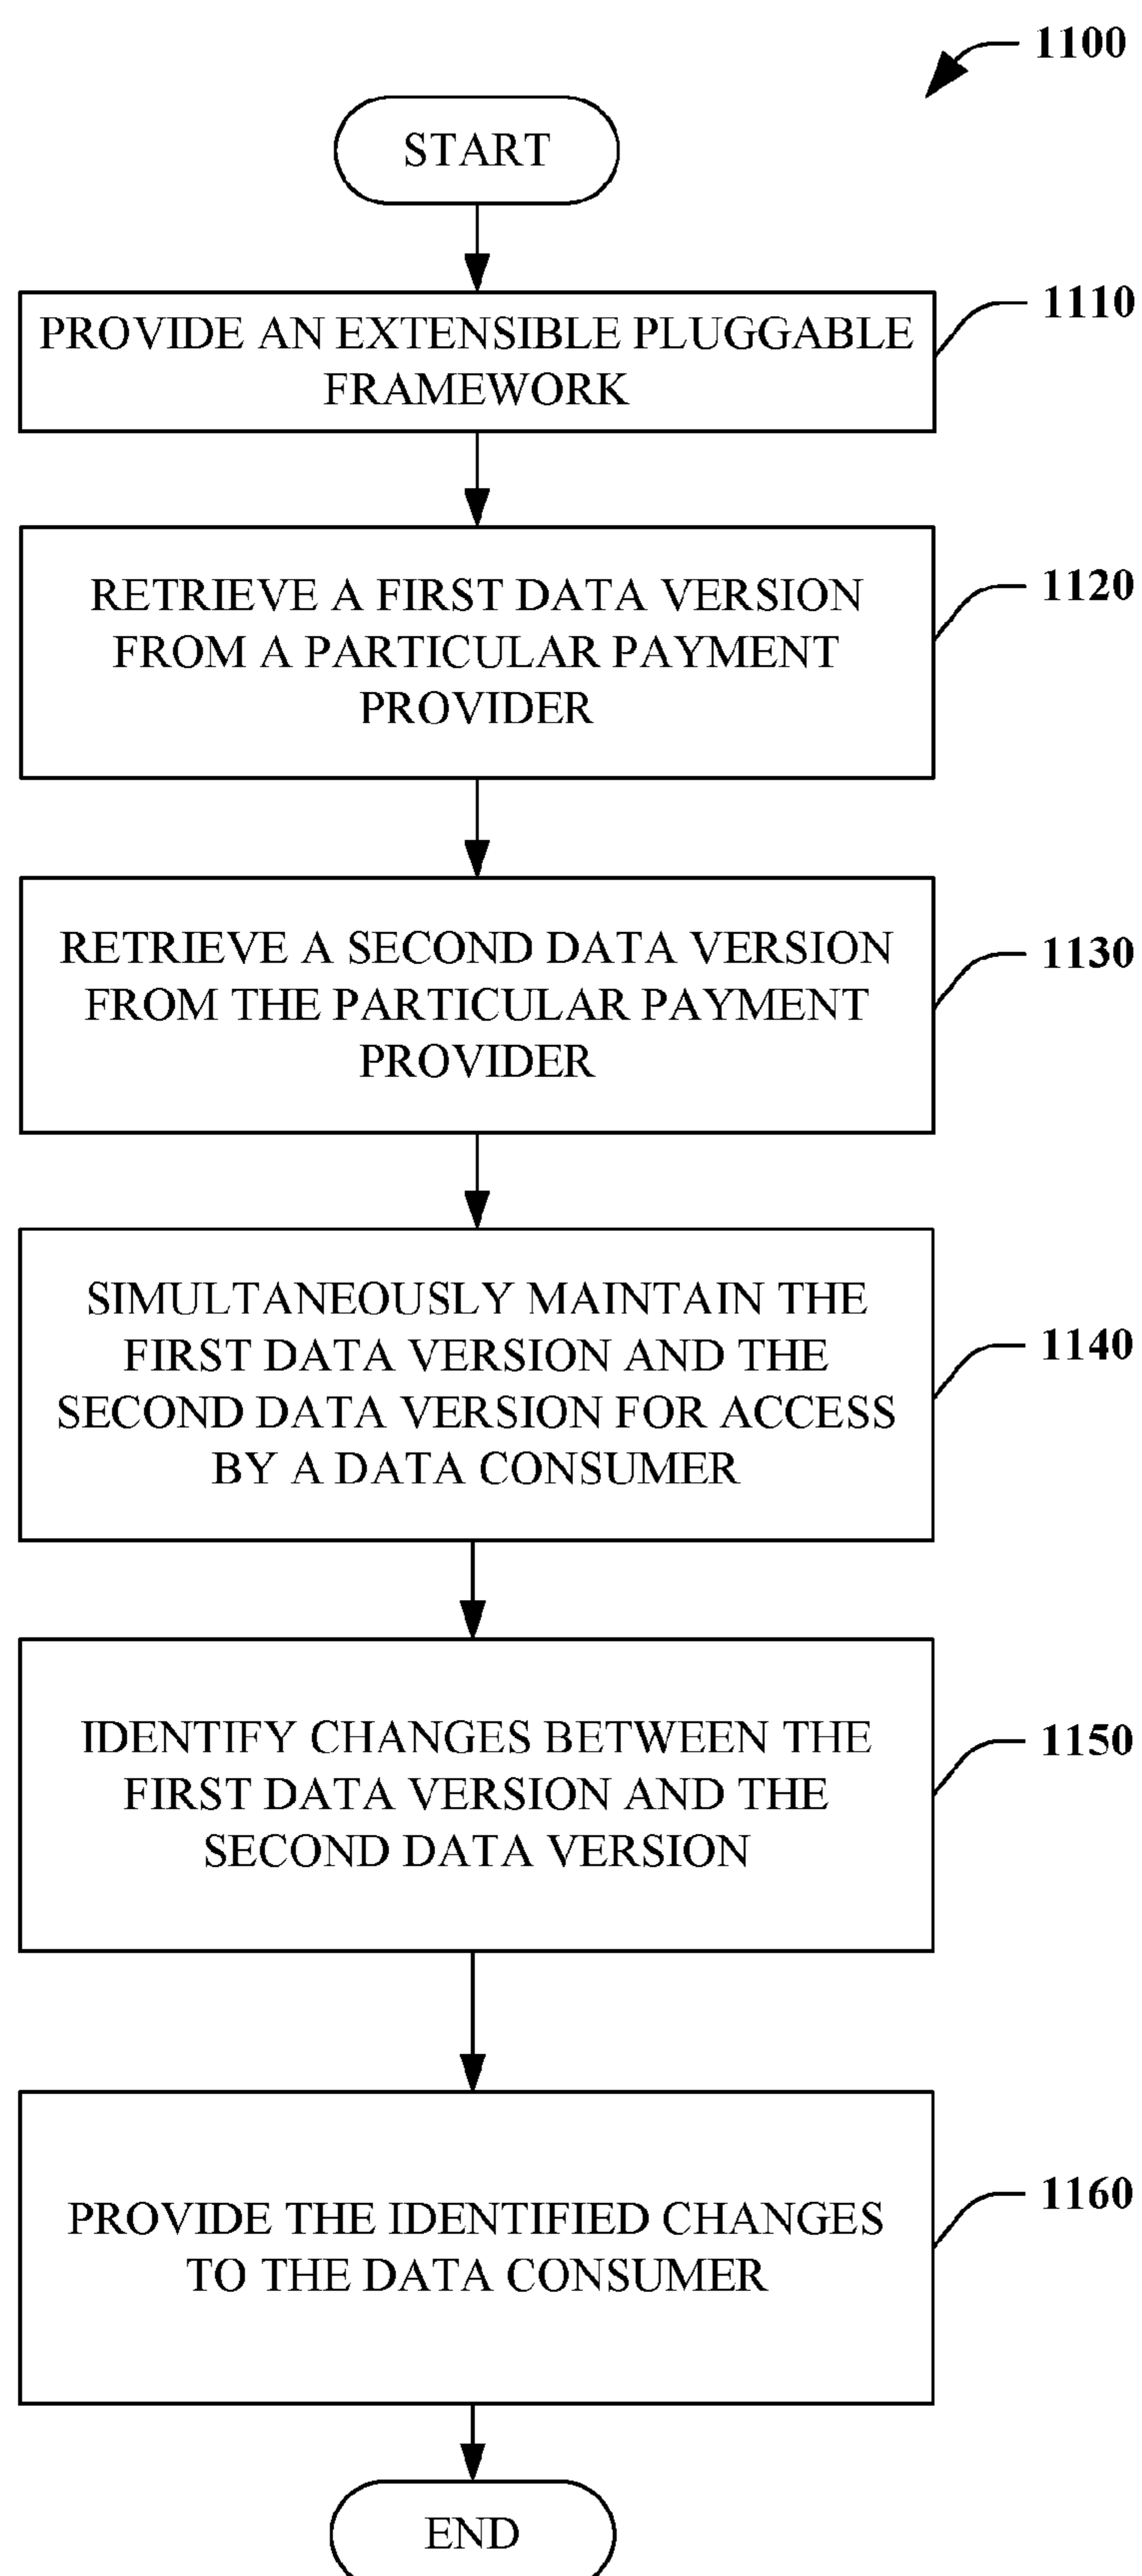 1100
START
PROVIDE AN EXTENSIBLE PLUGGABLE
FRAMEWORK
1110
RETRIEVE A FIRST DATA VERSION
FROM A PARTICULAR PAYMENT
PROVIDER
1120
RETRIEVE A SECOND DATA VERSION
FROM THE PARTICULAR PAYMENT
PROVIDER
1130
SIMULTANEOUSLY MAINTAIN THE
FIRST DATA VERSION AND THE
SECOND DATA VERSION FOR ACCESS
BY A DATA CONSUMER
1140
IDENTIFY CHANGES BETWEEN THE
FIRST DATA VERSION AND THE
SECOND DATA VERSION
1150
PROVIDE THE IDENTIFIED CHANGES
TO THE DATA CONSUMER
1160
END